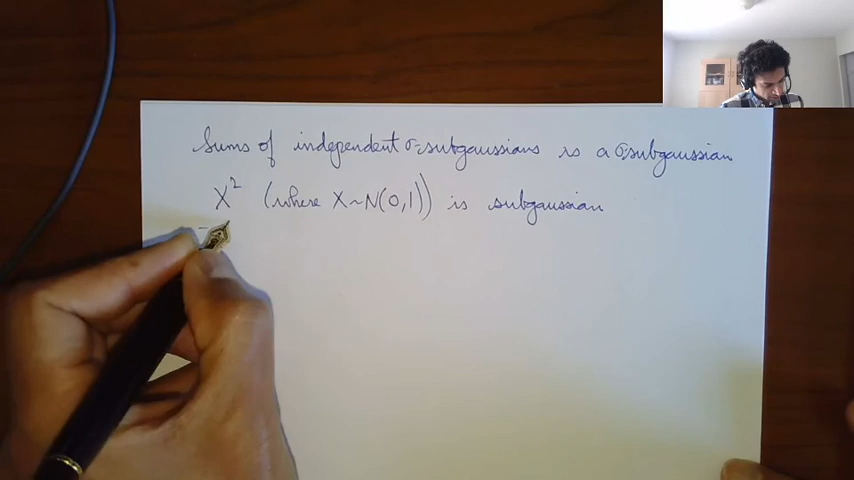 Sums of independent σ-subgaussians is a σ-subgaussian
X² (where X~N(0,1)) is subgaussian